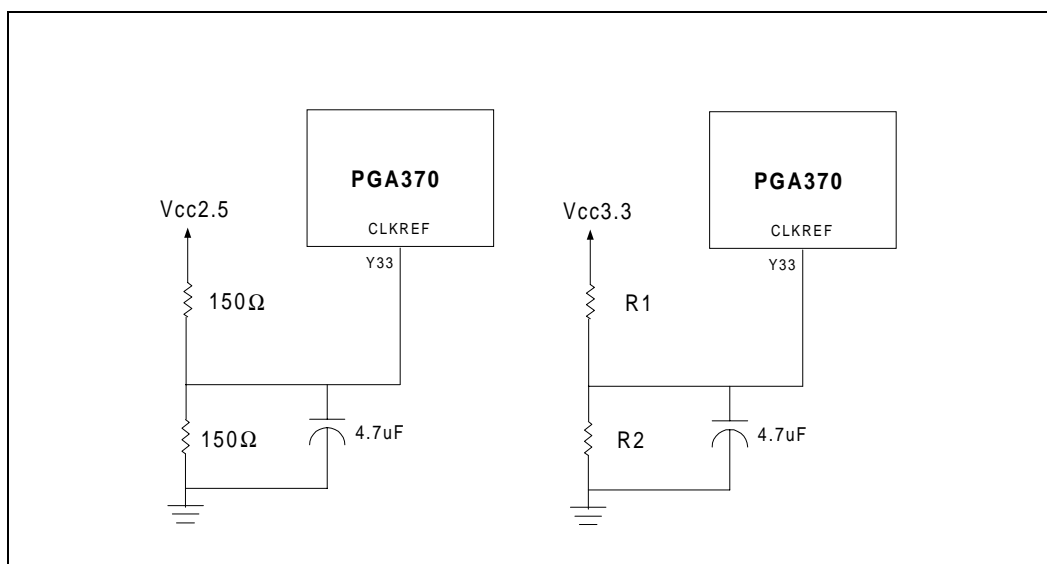 PGA370
CLKREF
Y33
Vcc2.5
150Ω
150Ω
4.7uF
PGA370
CLKREF
Y33
Vcc3.3
R1
R2
4.7uF